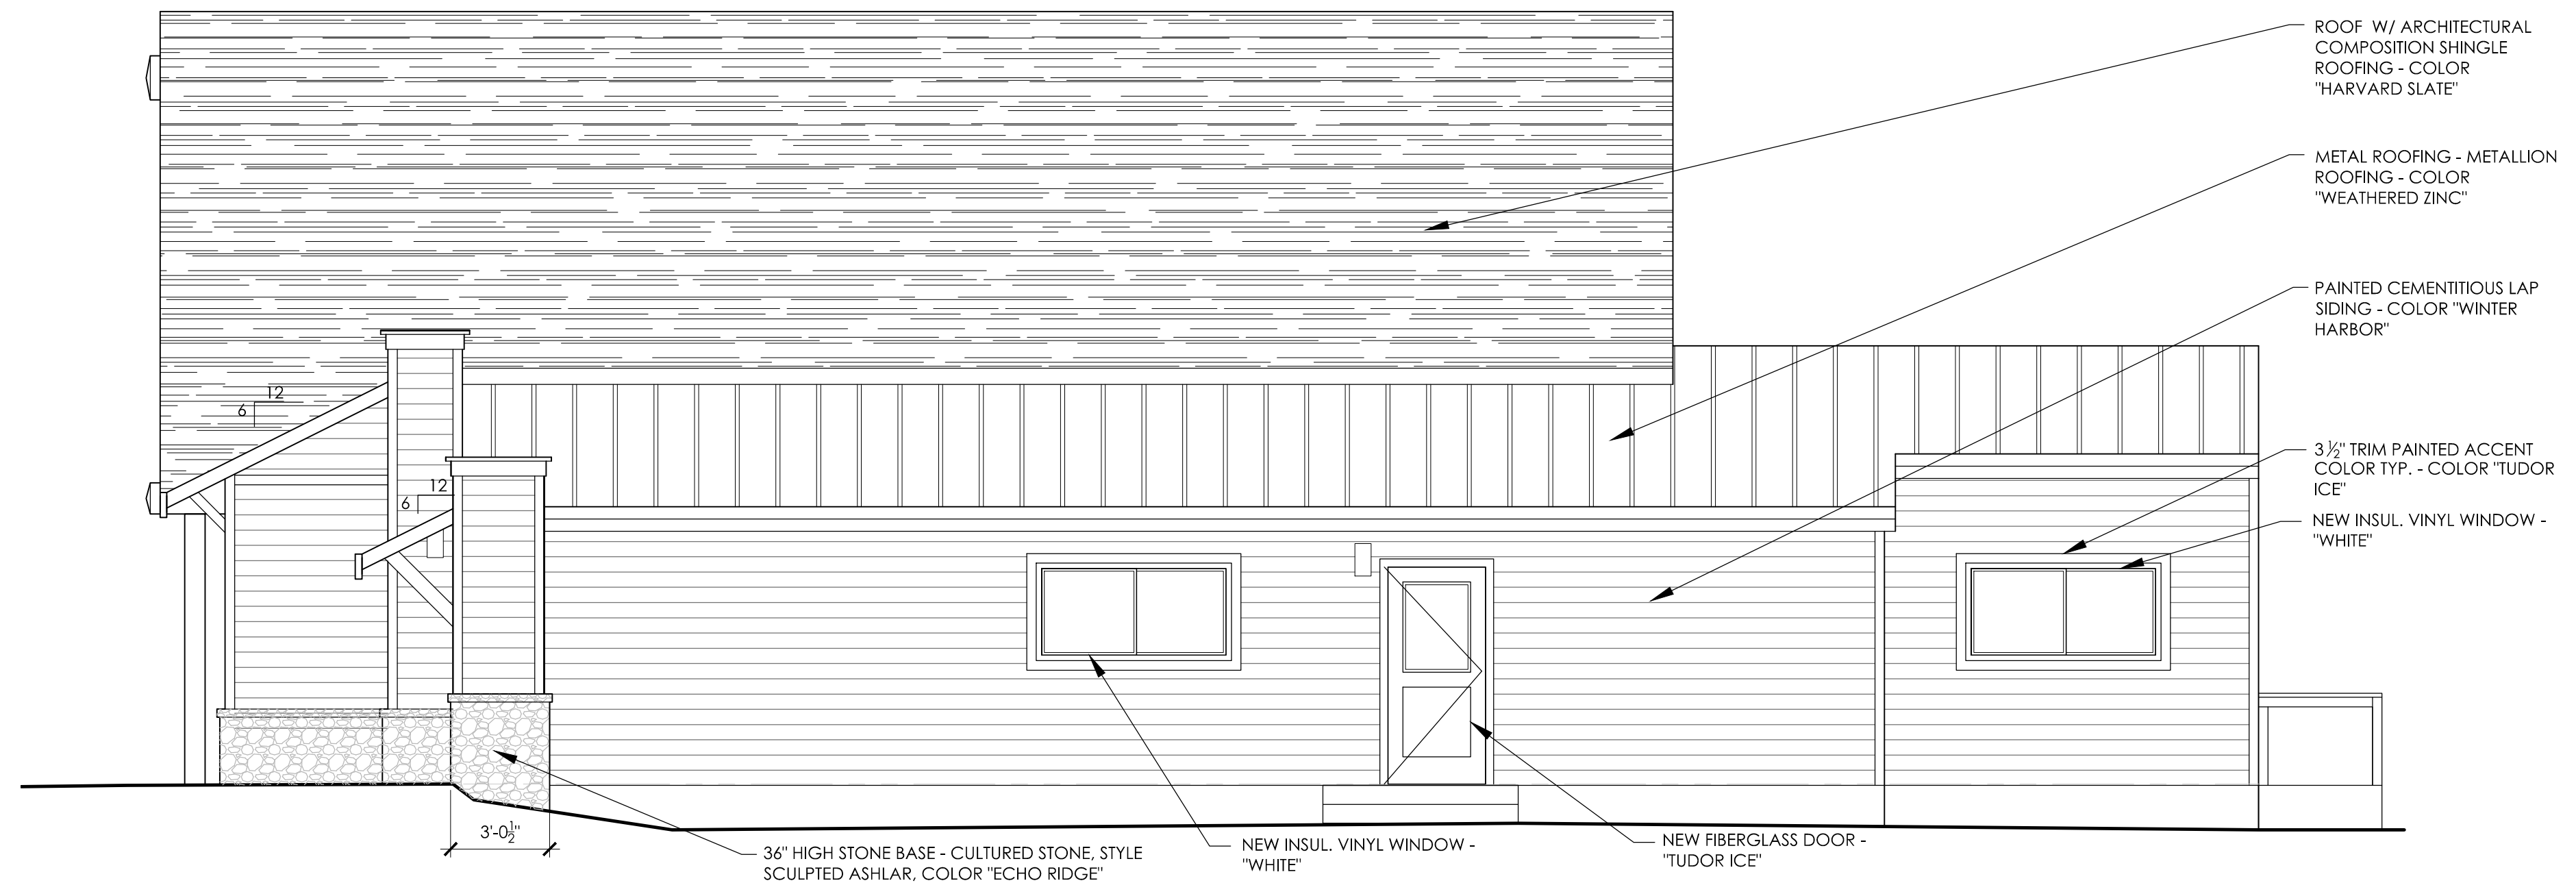 ROOF W/ ARCHITECTURAL
COMPOSITION SHINGLE
ROOFING - COLOR
"HARVARD SLATE"
METAL ROOFING - METALLION
ROOFING - COLOR
"WEATHERED ZINC"
PAINTED CEMENTITIOUS LAP
SIDING - COLOR "WINTER
HARBOR"
12
6
12
6
3½" TRIM PAINTED ACCENT
COLOR TYP. - COLOR "TUDOR
ICE"
NEW INSUL. VINYL WINDOW -
"WHITE"
3'-0½"
36" HIGH STONE BASE - CULTURED STONE, STYLE
SCULPTED ASHLAR, COLOR "ECHO RIDGE"
NEW INSUL. VINYL WINDOW -
"WHITE"
NEW FIBERGLASS DOOR -
"TUDOR ICE"